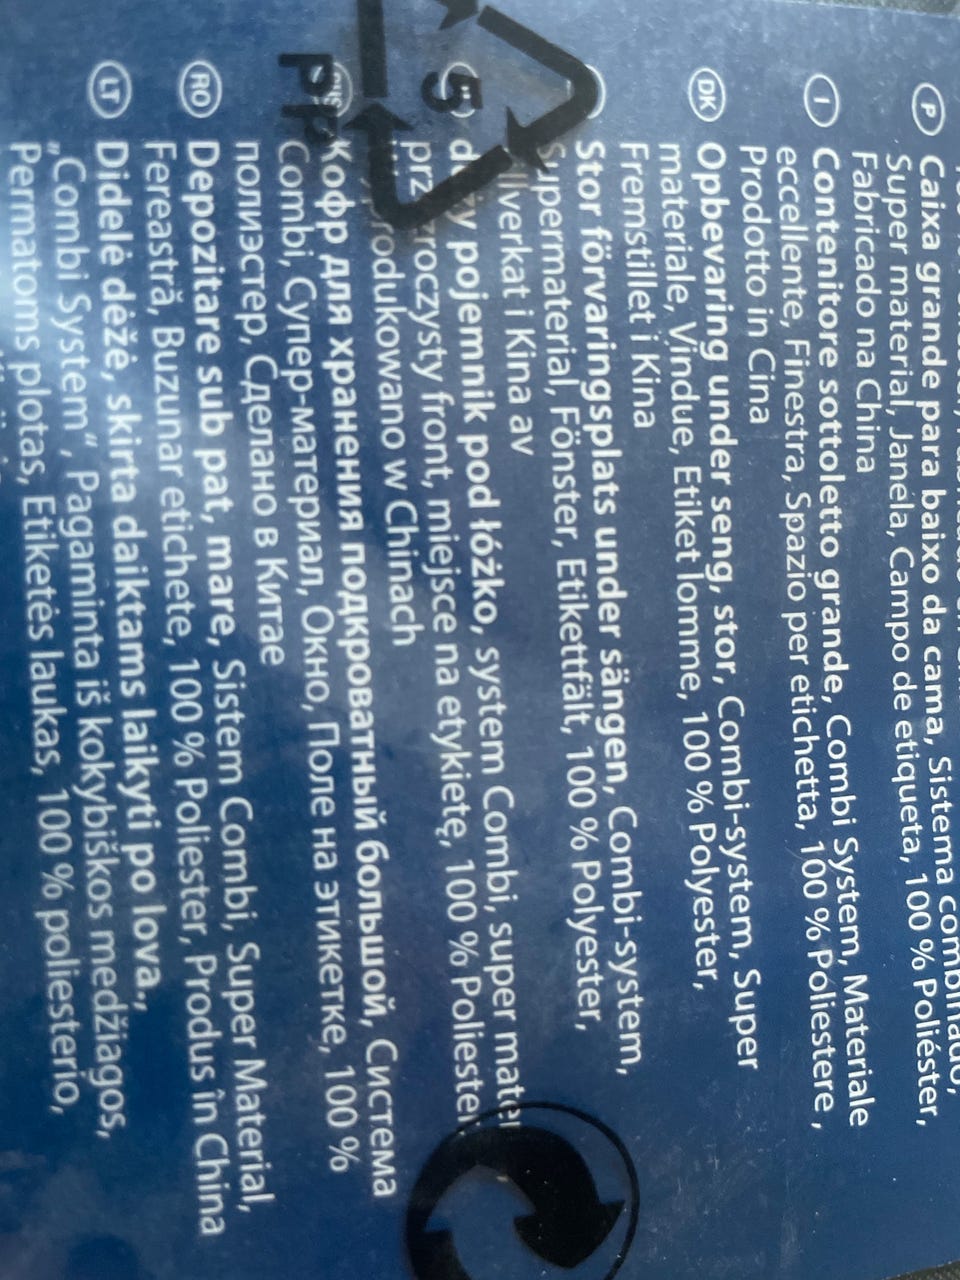 P Caixa grande para baixo da cama, Sistema combinado,
Super material, Janela, Campo de etiqueta, 100 % Poliéster,
Fabricado na China
I Contenitore sottoletto grande, Combi System, Materiale
eccellente, Finestra, Spazio per etichetta, 100 % Poliestere ,
Prodotto in Cina
DK Opbevaring under seng, stor, Combi-system, Super
materiale, Vindue, Etiket lomme, 100 % Polyester,
Fremstillet i Kina
Stor förvaringsplats under sängen, Combi-system,
Supermaterial, Fönster, Etikettfält, 100 % Polyester,
i Kina av
pojemnik pod łóżko, system Combi, super
front, miejsce na etykietę, 100 % Poliester
w Chinach
Кофр для хранения подкроватный большой, Система
Combi, Супер-материал, Окно, Поле на этикетке, 100 %
полиэстер, Сделано в Китае
RO Depozitare sub pat, mare, Sistem Combi, Super Material,
Fereastră, Buzunar etichete, 100 % Poliester, Produs în China
LT Didelė dėžė, skirta daiktams laikyti po lova.,
„Combi System“, Pagaminta iš kokybiškos medžiagos,
Permatoms plotas, Etiketės laukas, 100 % poliesterio,
5
PP